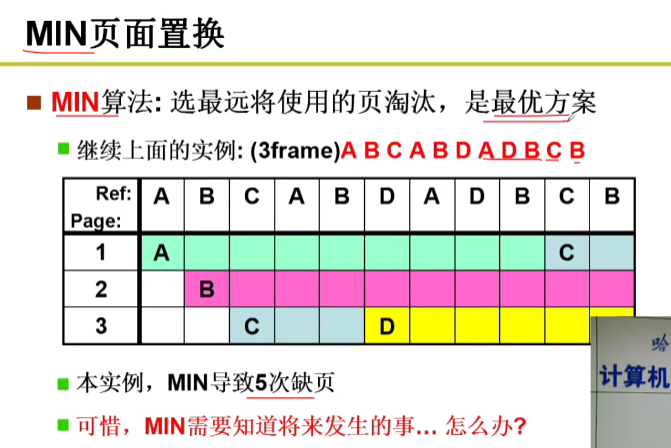 MIN页面置换
MIN算法: 选最远将使用的页淘汰，是最优方案
继续上面的实例: (3frame)A B C A B D A D B C B
Ref: A B C A B D A D B C B
Page:
1 A C
2 B
3 C D
哈
计算机
本实例，MIN导致5次缺页
可惜，MIN需要知道将来发生的事... 怎么办?